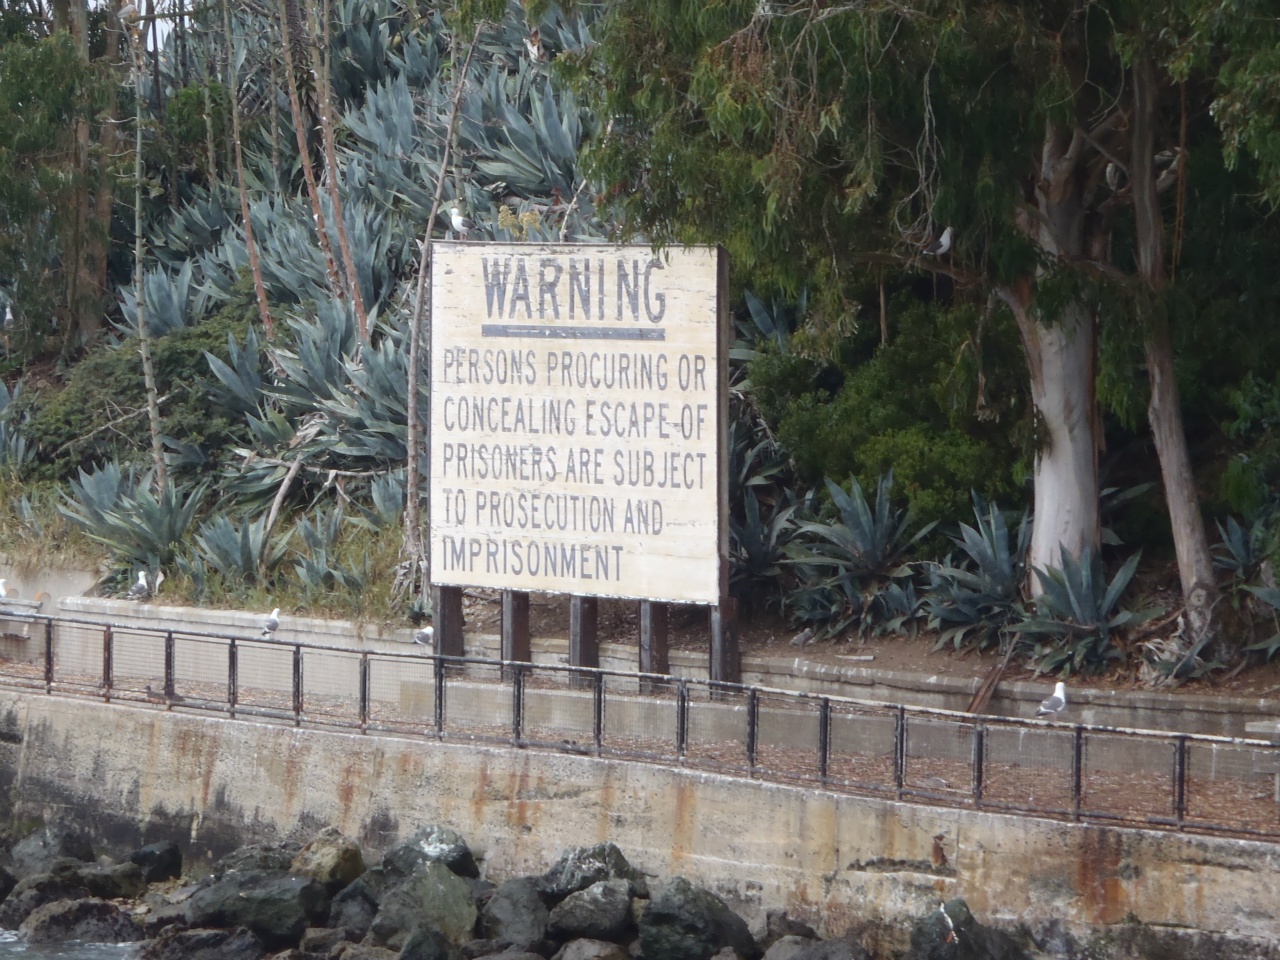 WARNING
PERSONS PROCURING OR
CONCEALING ESCAPE OF
PRISONERS ARE SUBJECT
TO PROSECUTION AND
IMPRISONMENT